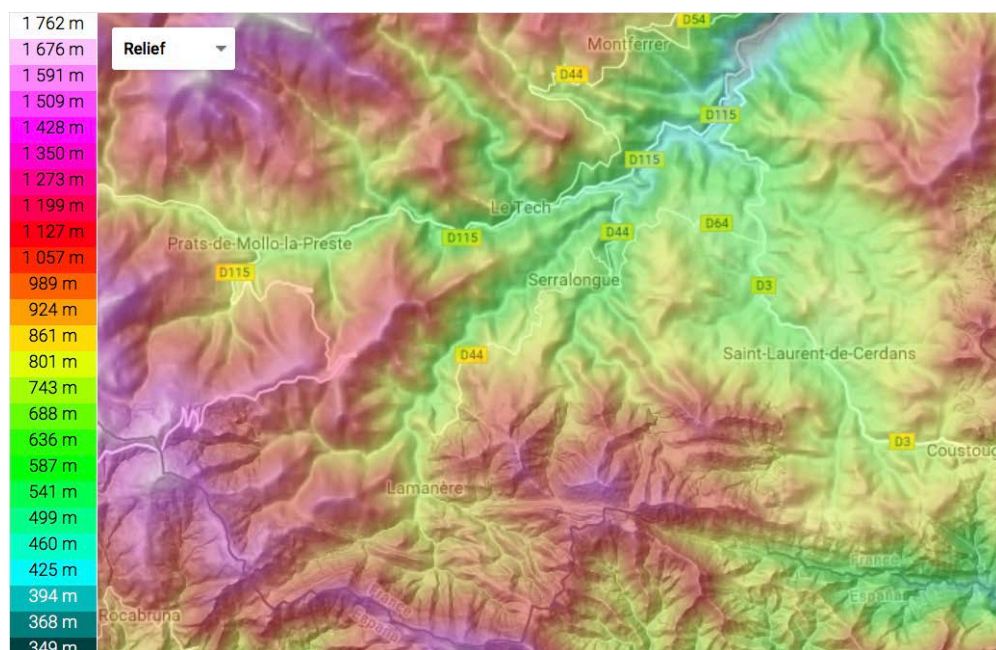 1 762 m
1 676 m
1 591 m
1 509 m
1 428 m
1 350 m
1 273 m
1 199 m
1 127 m
1 057 m
989 m
924 m
861 m
801 m
743 m
688 m
636 m
587 m
541 m
499 m
460 m
425 m
394 m
368 m
349 m
Relief
D54
Montferrer
D44
D115
D115
Le Tech
D115
D44
D64
Prats-de-Mollo-la-Preste
D115
Serralongue
D3
D44
Saint-Laurent-de-Cerdans
D3
Coustoug
Lamanère
France
España
France
España
Rocabruna